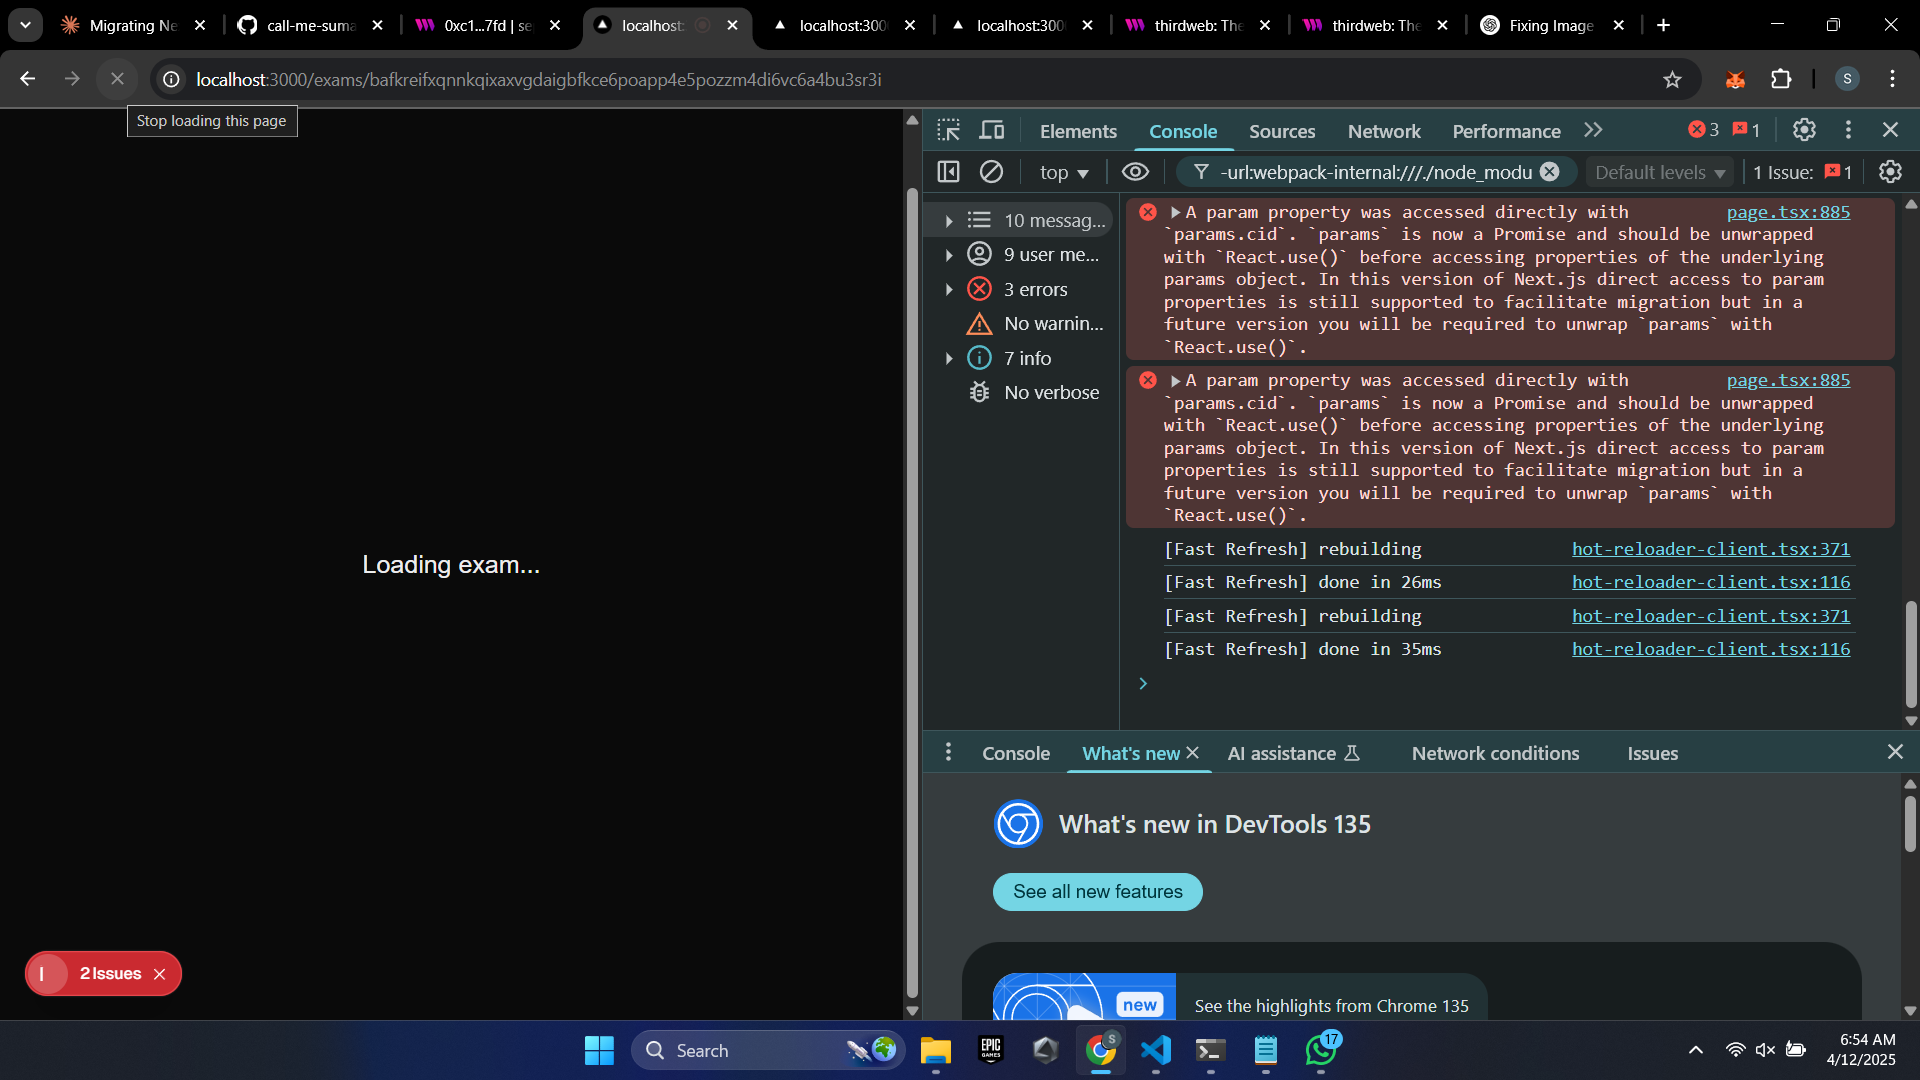 Migrating Ne
call-me-suma
0xc1...7fd | se
localhost:
localhost:300
localhost:300
thirdweb: The
thirdweb: The
Fixing Image
localhost:3000/exams/bafkreifxqnnkqixaxvgdaigbfkce6poapp4e5pozzm4di6vc6a4bu3sr3i
S
Stop loading this page
Elements
Console
Sources
Network
Performance
3
1
top
-url:webpack-internal:///./node_modu
Default levels
1 Issue:
1
10 messag...
9 user me...
3 errors
No warnin...
7 info
No verbose
A param property was accessed directly with page.tsx:885
`params.cid`. `params` is now a Promise and should be unwrapped
with `React.use()` before accessing properties of the underlying
params object. In this version of Next.js direct access to param
properties is still supported to facilitate migration but in a
future version you will be required to unwrap `params` with
`React.use()`.
A param property was accessed directly with page.tsx:885
`params.cid`. `params` is now a Promise and should be unwrapped
with `React.use()` before accessing properties of the underlying
params object. In this version of Next.js direct access to param
properties is still supported to facilitate migration but in a
future version you will be required to unwrap `params` with
`React.use()`.
[Fast Refresh] rebuilding hot-reloader-client.tsx:371
[Fast Refresh] done in 26ms hot-reloader-client.tsx:116
[Fast Refresh] rebuilding hot-reloader-client.tsx:371
[Fast Refresh] done in 35ms hot-reloader-client.tsx:116
Loading exam...
Console
What's new
AI assistance
Network conditions
Issues
What's new in DevTools 135
See all new features
new
See the highlights from Chrome 135
2 Issues
Search
EPIC
GAMES
S
17
6:54 AM
4/12/2025